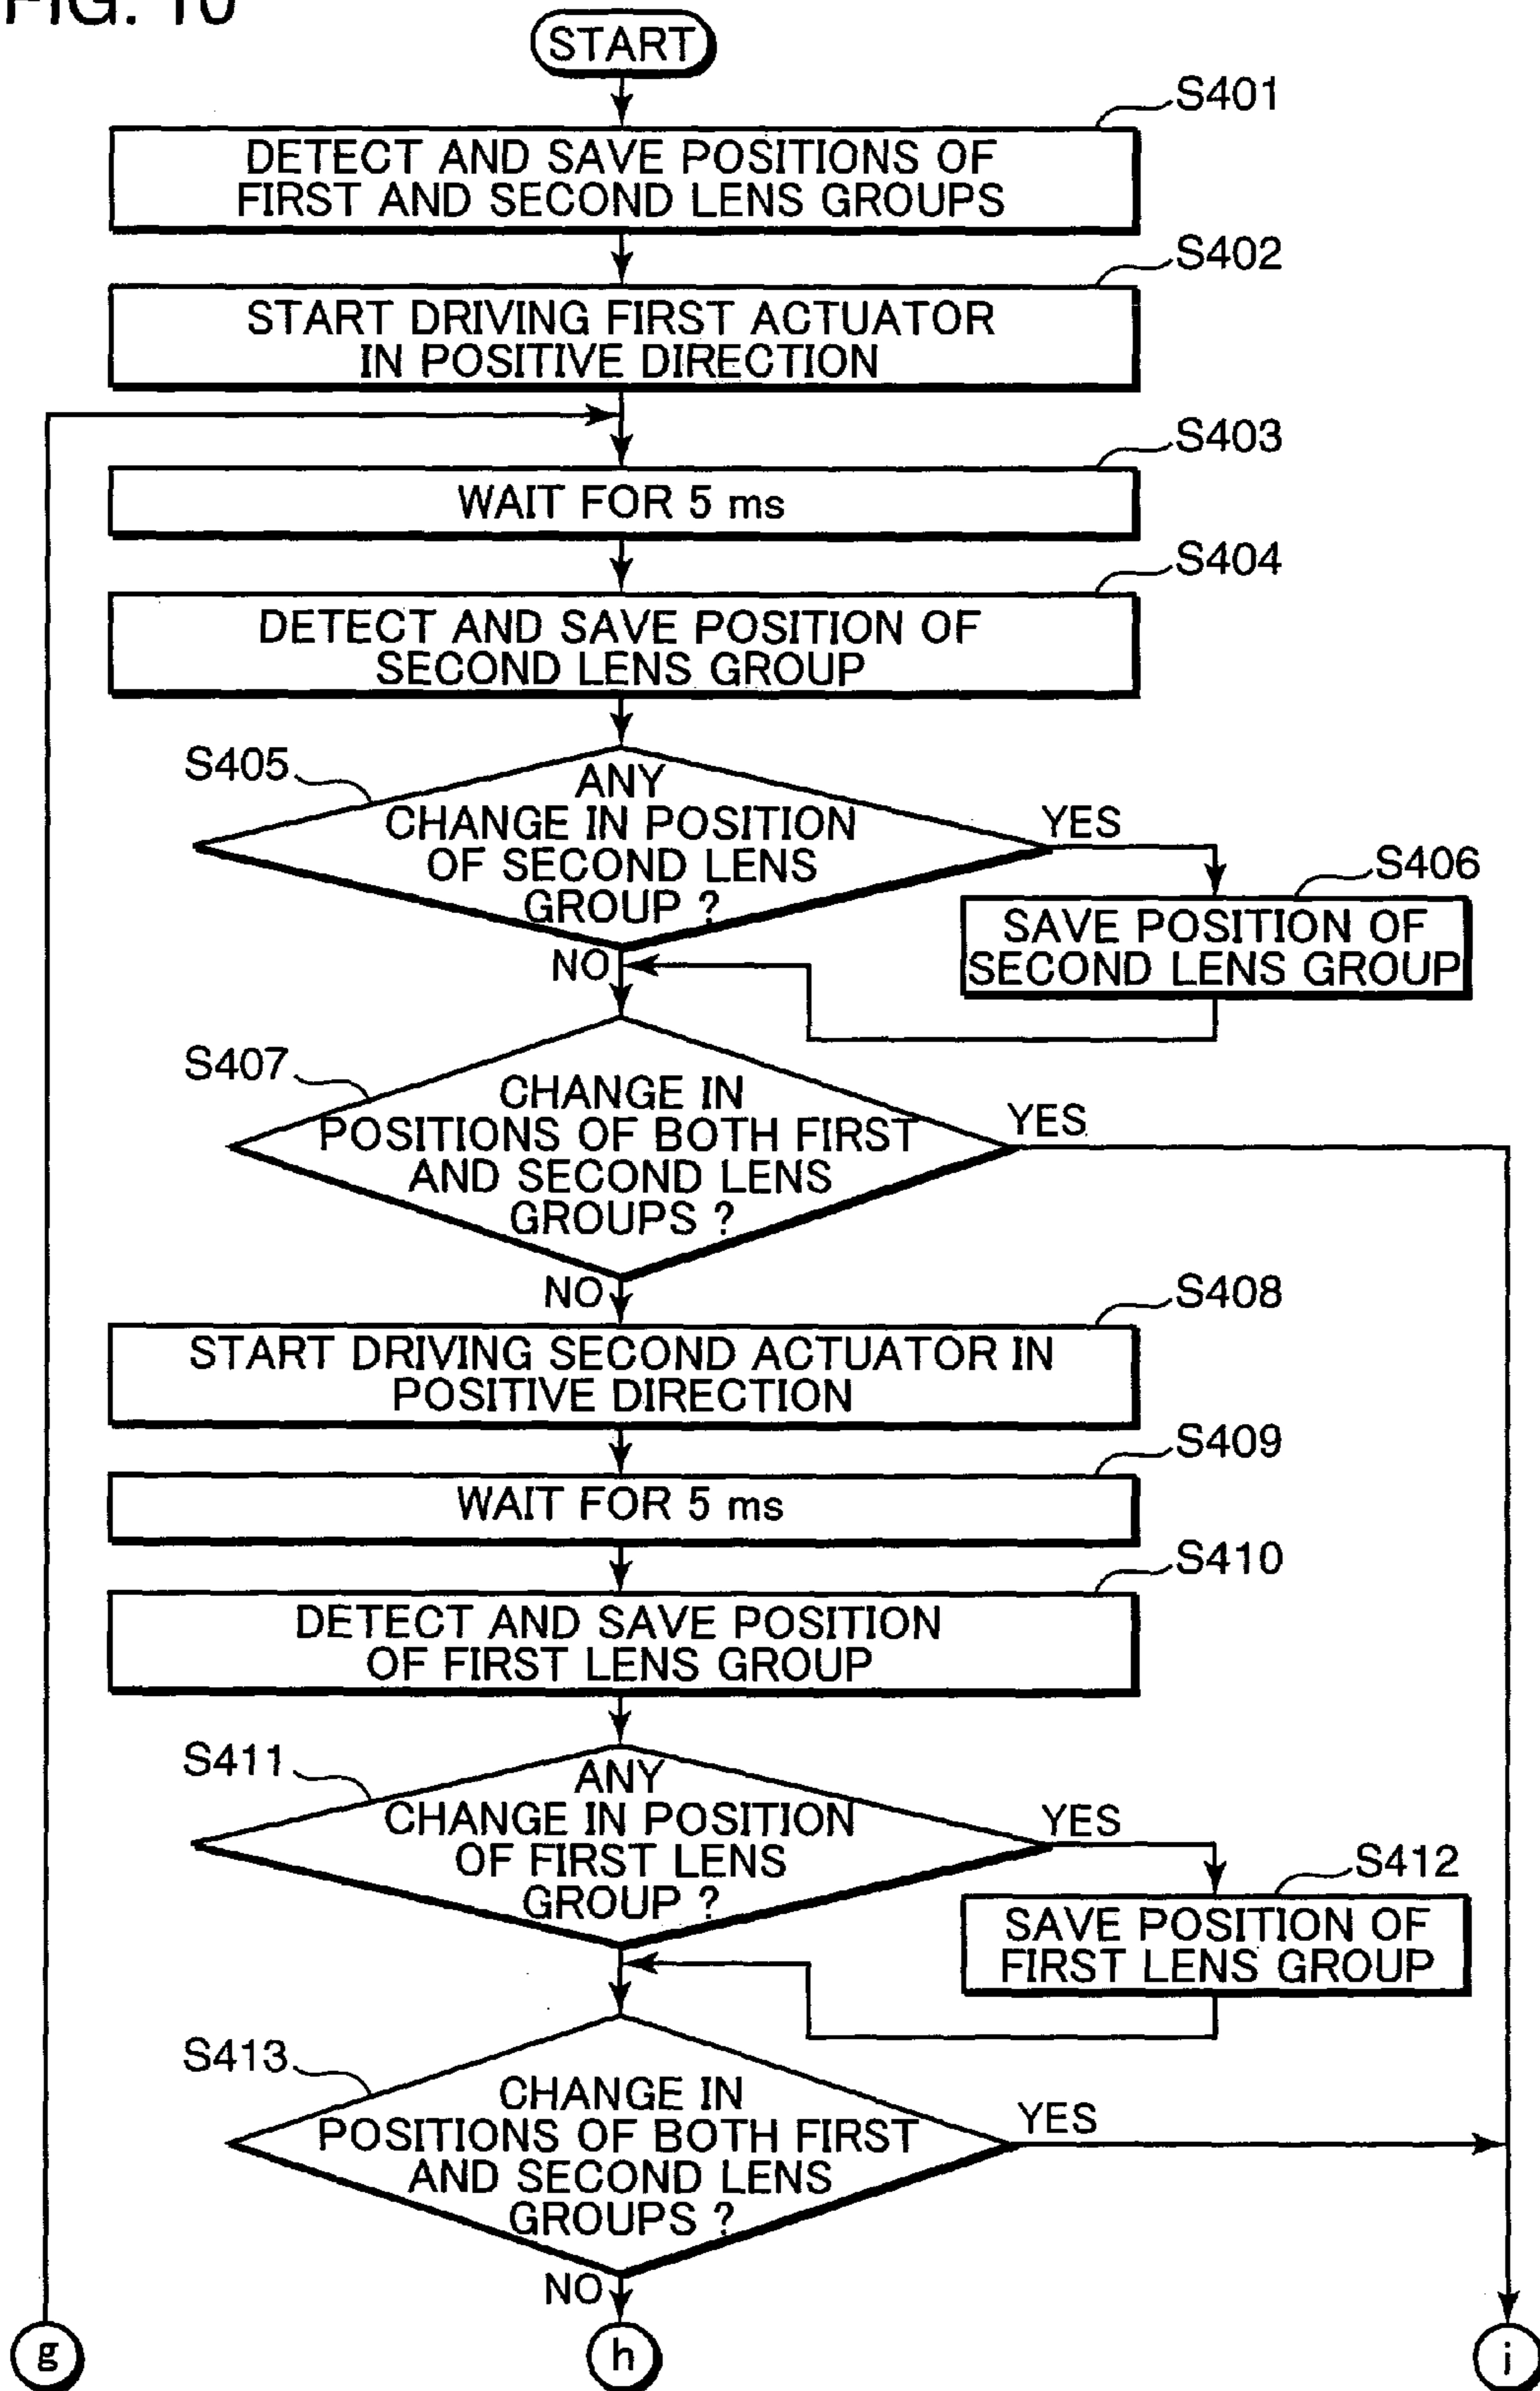 FIG. 10
START
S401
DETECT AND SAVE POSITIONS OF
FIRST AND SECOND LENS GROUPS
S402
START DRIVING FIRST ACTUATOR
IN POSITIVE DIRECTION
S403
WAIT FOR 5 ms
S404
DETECT AND SAVE POSITION OF
SECOND LENS GROUP
S405
ANY
CHANGE IN POSITION
OF SECOND LENS
GROUP ?
YES
S406
SAVE POSITION OF
SECOND LENS GROUP
NO
S407
CHANGE IN
POSITIONS OF BOTH FIRST
AND SECOND LENS
GROUPS ?
YES
NO
S408
START DRIVING SECOND ACTUATOR IN
POSITIVE DIRECTION
S409
WAIT FOR 5 ms
S410
DETECT AND SAVE POSITION
OF FIRST LENS GROUP
S411
ANY
CHANGE IN POSITION
OF FIRST LENS
GROUP ?
YES
S412
SAVE POSITION OF
FIRST LENS GROUP
S413
CHANGE IN
POSITIONS OF BOTH FIRST
AND SECOND LENS
GROUPS ?
YES
NO
g
h
i